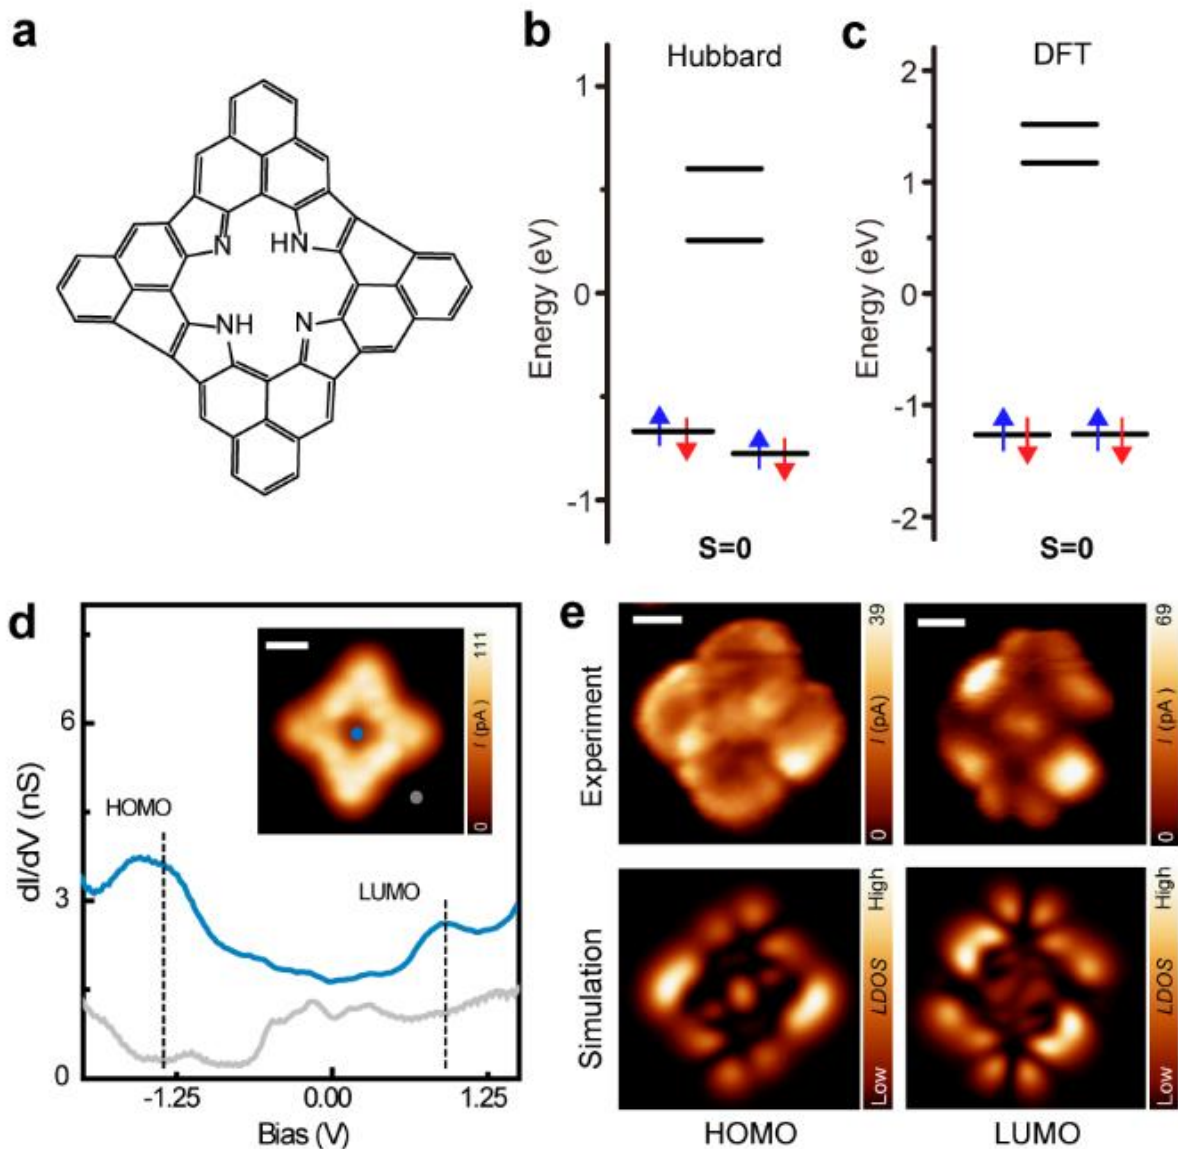 a
N
HN
NH
N
b
Hubbard
Energy (eV)
1
0
-1
S=0
c
DFT
Energy (eV)
2
1
0
-1
-2
S=0
d
dI/dV (nS)
6
3
0
HOMO
LUMO
111
I (pA)
0
-1.25
0.00
1.25
Bias (V)
e
Experiment
39
I (pA)
0
69
I (pA)
0
Simulation
High
LDOS
Low
High
LDOS
Low
HOMO
LUMO